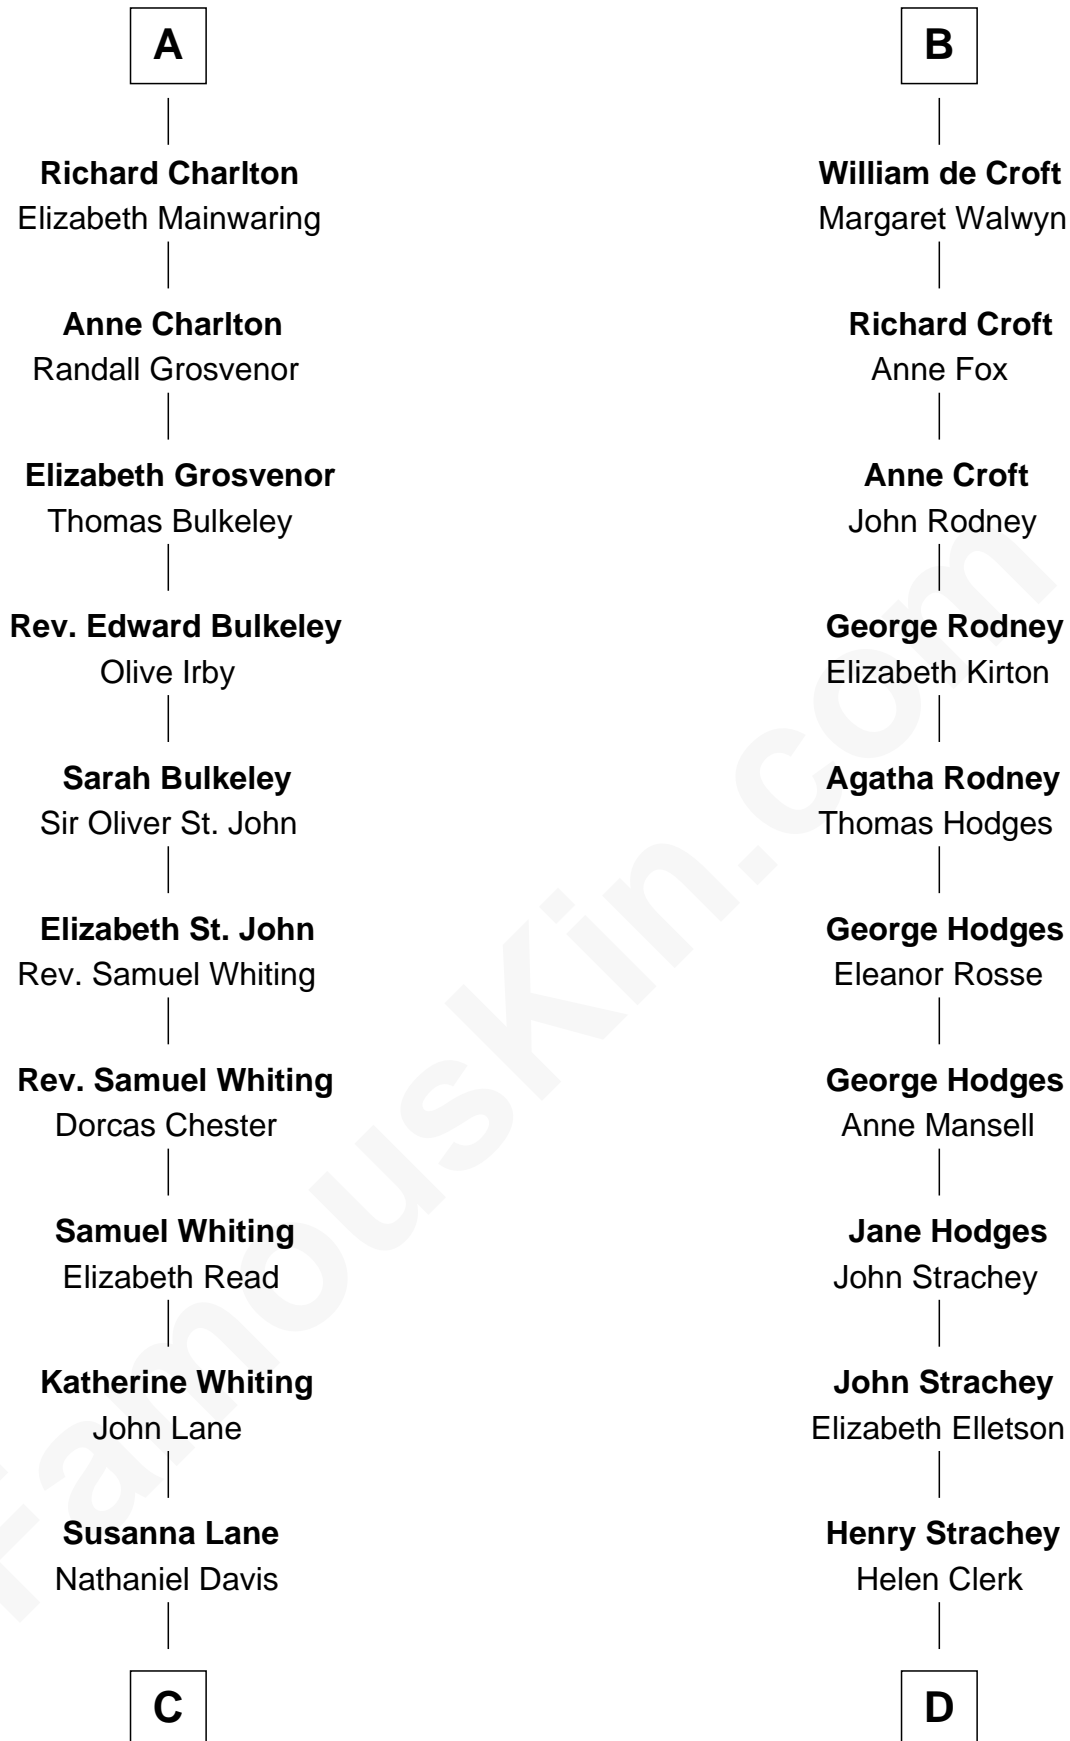 A
Richard Charlton
Elizabeth Mainwaring
Anne Charlton
Randall Grosvenor
Elizabeth Grosvenor
Thomas Bulkeley
Rev. Edward Bulkeley
Olive Irby
Sarah Bulkeley
Sir Oliver St. John
Elizabeth St. John
Rev. Samuel Whiting
Rev. Samuel Whiting
Dorcas Chester
Samuel Whiting
Elizabeth Read
Katherine Whiting
John Lane
Susanna Lane
Nathaniel Davis
C
B
William de Croft
Margaret Walwyn
Richard Croft
Anne Fox
Anne Croft
John Rodney
George Rodney
Elizabeth Kirton
Agatha Rodney
Thomas Hodges
George Hodges
Eleanor Rosse
George Hodges
Anne Mansell
Jane Hodges
John Strachey
John Strachey
Elizabeth Elletson
Henry Strachey
Helen Clerk
D
FamousKin.com